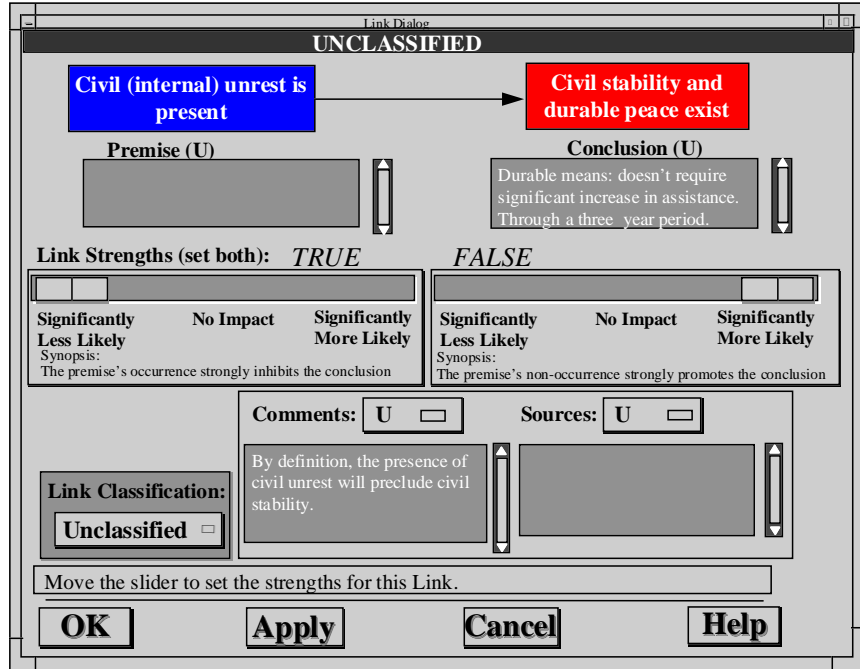 Link Dialog
UNCLASSIFIED
Civil (internal) unrest is
present
Civil stability and
durable peace exist
Premise (U)
Conclusion (U)
Durable means: doesn’t require
significant increase in assistance.
Through a three year period.
Link Strengths (set both): TRUE FALSE
Significantly
Less Likely
No Impact
Significantly
More Likely
Synopsis:
The premise’s occurrence strongly inhibits the conclusion
Significantly
Less Likely
No Impact
Significantly
More Likely
Synopsis:
The premise’s non-occurrence strongly promotes the conclusion
Comments: U
Sources: U
By definition, the presence of
civil unrest will preclude civil
stability.
Link Classification:
Unclassified
Move the slider to set the strengths for this Link.
OK Apply Cancel Help